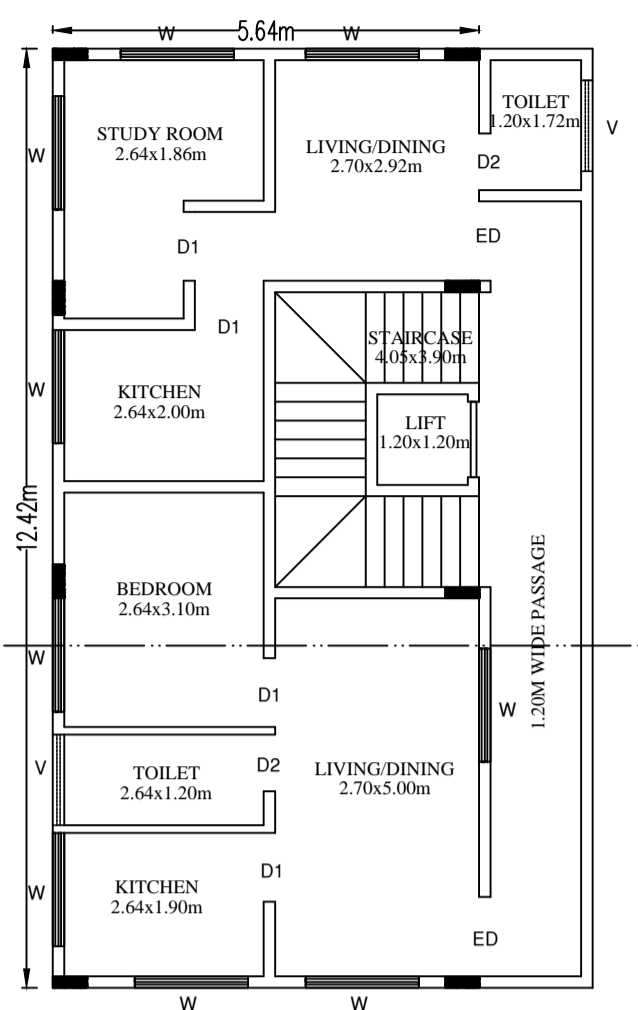 W
5.64m
W
STUDY ROOM
2.64x1.86m
LIVING/DINING
2.70x2.92m
TOILET
1.20x1.72m
V
W
D2
D1
ED
D1
STAIRCASE
4.05x3.90m
W
KITCHEN
2.64x2.00m
LIFT
1.20x1.20m
12.42m
BEDROOM
2.64x3.10m
1.20M WIDE PASSAGE
W
D1
W
V
TOILET
2.64x1.20m
D2
LIVING/DINING
2.70x5.00m
W
KITCHEN
2.64x1.90m
D1
ED
W
W